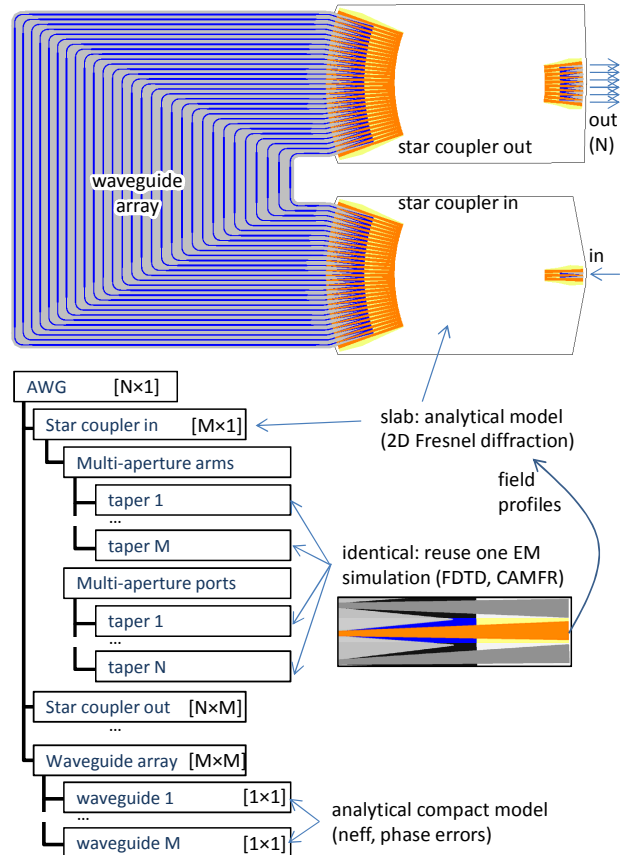 star coupler out
out
(N)
waveguide
array
star coupler in
in
AWG [N×1]
Star coupler in [M×1]
slab: analytical model
(2D Fresnel diffraction)
Multi-aperture arms
field
profiles
taper 1
...
taper M
identical: reuse one EM
simulation (FDTD, CAMFR)
Multi-aperture ports
taper 1
...
taper N
Star coupler out [N×M]
...
Waveguide array [M×M]
waveguide 1 [1×1]
...
waveguide M [1×1]
analytical compact model
(neff, phase errors)